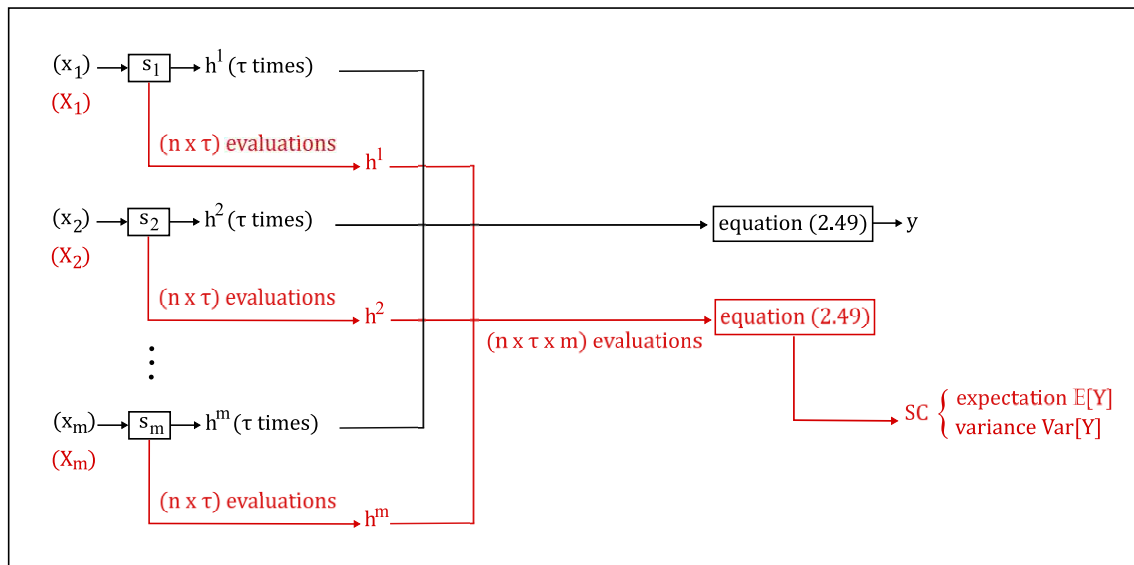 (x₁) s₁ h¹ (τ times)
(X₁)
(n x τ) evaluations
h¹
(x₂) s₂ h² (τ times) equation (2.49) y
(X₂)
(n x τ) evaluations
h² equation (2.49)
(n x τ x m) evaluations
⋮
SC { expectation 𝔼[Y]
variance Var[Y]
(xₘ) sₘ hᵐ (τ times)
(Xₘ)
(n x τ) evaluations
hᵐ